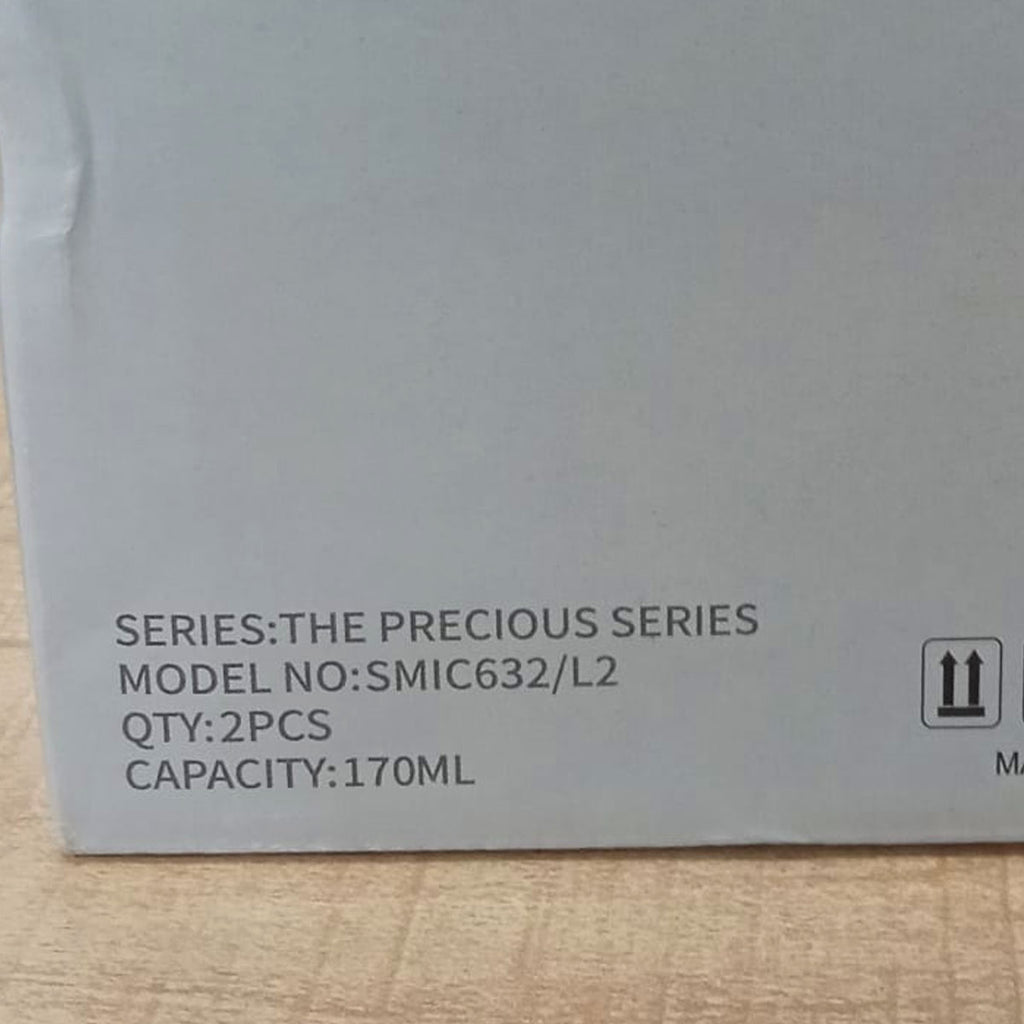 SERIES:THE PRECIOUS SERIES
MODEL NO:SMIC632/L2
QTY:2PCS
CAPACITY:170ML